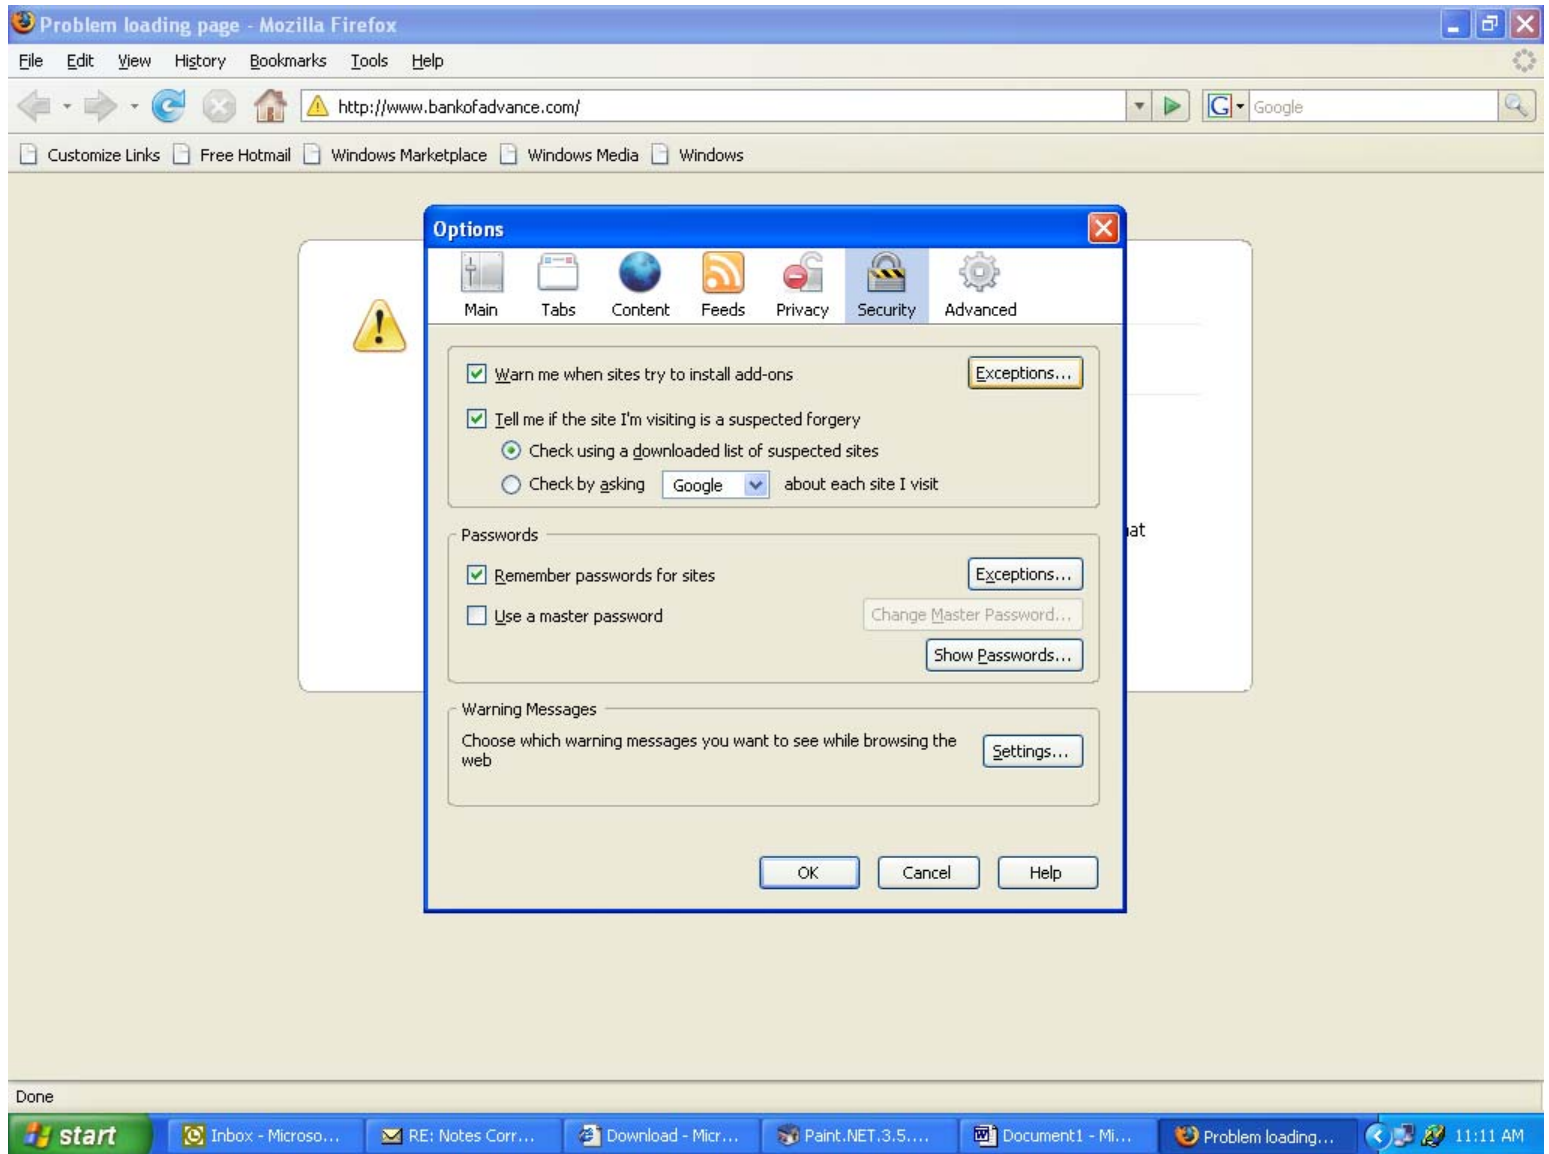 Problem loading page - Mozilla Firefox
File Edit View History Bookmarks Tools Help
http://www.bankofadvance.com/ G Google
Customize Links Free Hotmail Windows Marketplace Windows Media Windows
Options
Main Tabs Content Feeds Privacy Security Advanced
Warn me when sites try to install add-ons Exceptions...
Tell me if the site I'm visiting is a suspected forgery
Check using a downloaded list of suspected sites
Check by asking Google about each site I visit
Passwords
Remember passwords for sites Exceptions...
Use a master password Change Master Password...
Show Passwords...
Warning Messages
Choose which warning messages you want to see while browsing the
web
Settings...
OK Cancel Help
Done
start Inbox - Microso... RE: Notes Corr... Download - Micr... Paint.NET.3.5.... Document1 - Mi... Problem loading... 11:11 AM